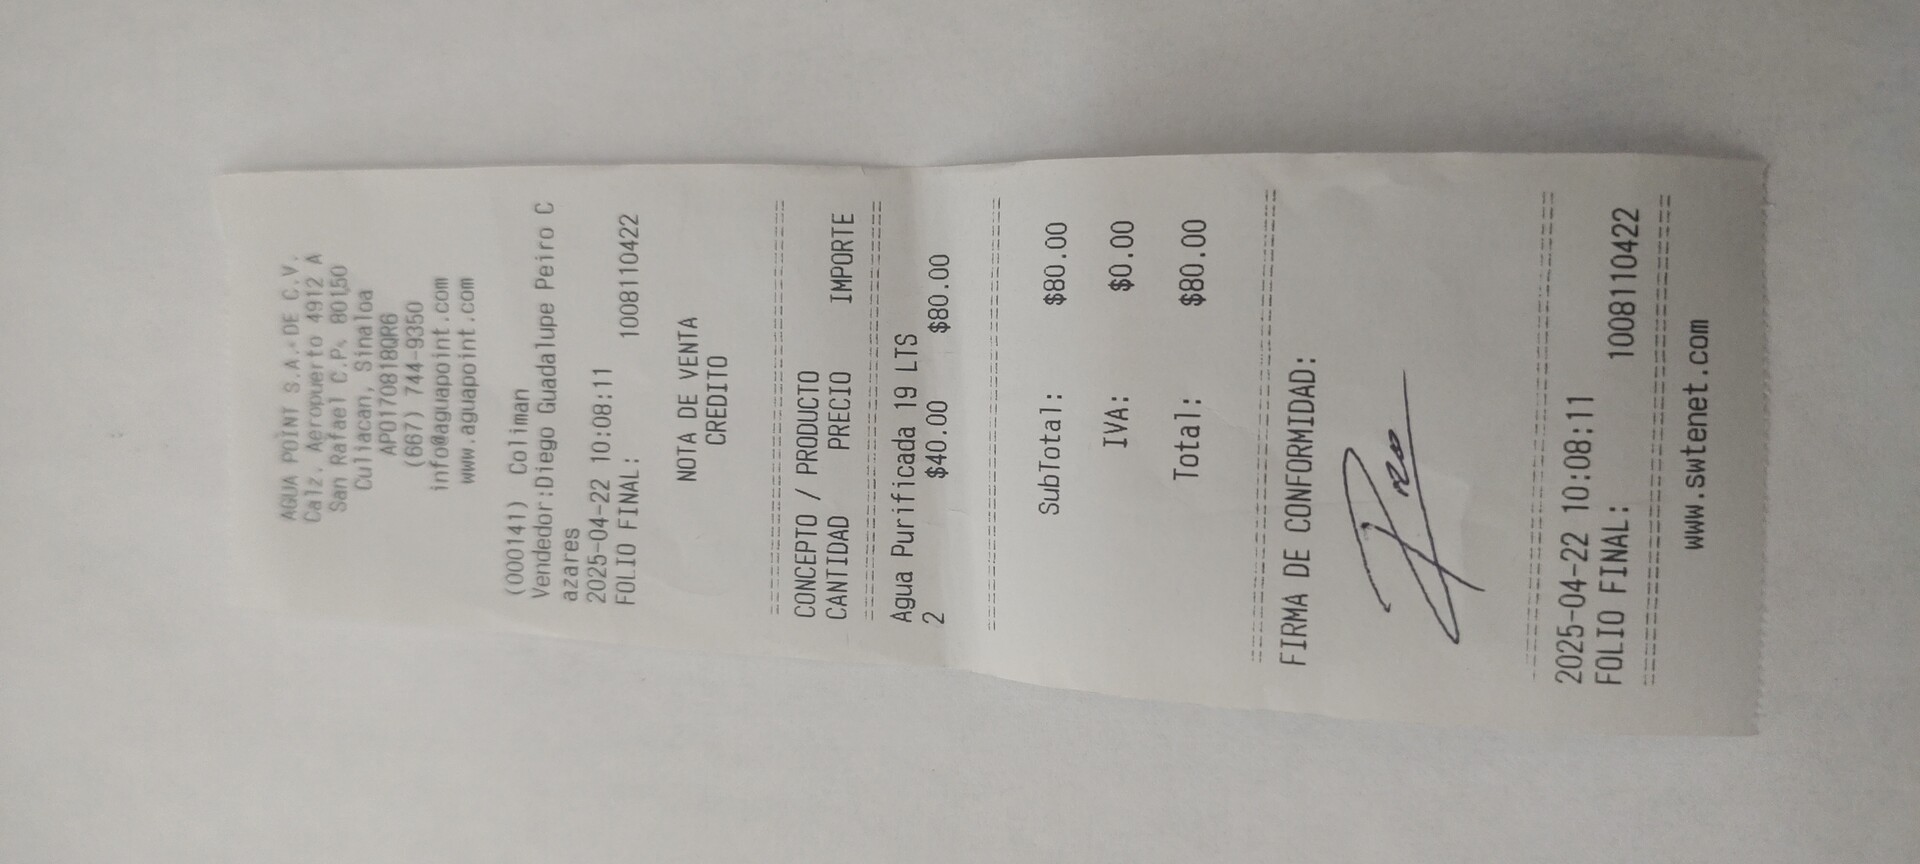 AGUA POINT S.A. DE C.V.
Calz. Aeropuerto 4912 A
San Rafael C.P. 80150
Culiacan, Sinaloa
APO170818QR6
(667) 744-9350
info@aguapoint.com
www.aguapoint.com
(000141) Coliman
Vendedor:Diego Guadalupe Peiro C
azares
2025-04-22 10:08:11
FOLIO FINAL: 1008110422
NOTA DE VENTA
CREDITO
================================
CONCEPTO / PRODUCTO
CANTIDAD PRECIO IMPORTE
================================
Agua Purificada 19 LTS
2 $40.00 $80.00
================================
SubTotal: $80.00
IVA: $0.00
Total: $80.00
================================
FIRMA DE CONFORMIDAD:
================================
2025-04-22 10:08:11
FOLIO FINAL: 1008110422
================================
www.swtenet.com